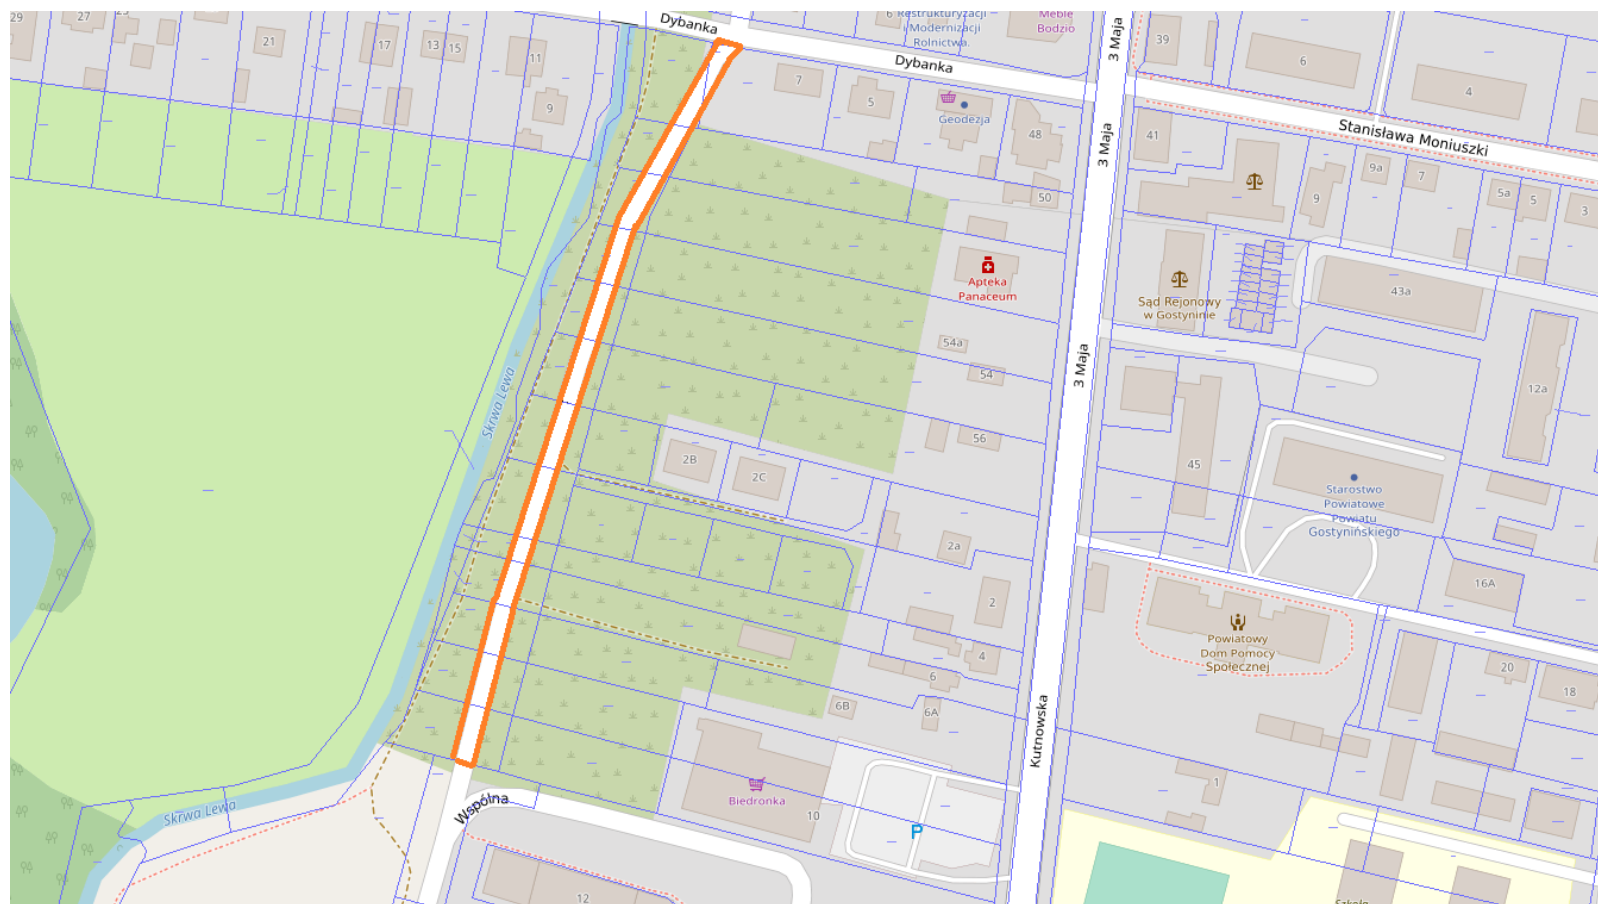 29
27
21
17
13
15
11
9
Dybanka
6
Restrukturyzacji
i Modernizacji
Rolnictwa.
Meble
Bodzio
3 Maja
39
6
4
Dybanka
7
5
Geodezja
48
41
Stanisława Moniuszki
3 Maja
9a
7
5a
5
3
9
50
Apteka
Panaceum
Sąd Rejonowy
w Gostyninie
43a
54a
54
3 Maja
12a
Skrwa Lewa
56
2B
2C
45
Starostwo
Powiatowe
Powiatu
Gostynińskiego
2a
2
16A
Powiatowy
Dom Pomocy
Społecznej
4
6
20
18
6B
6A
Kutnowska
Biedronka
10
1
10
Skrwa Lewa
Wspólna
P
12